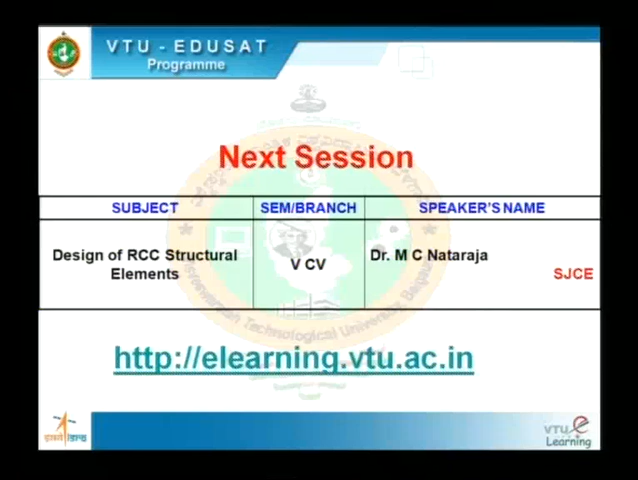 VTU - EDUSAT
Programme
Next Session
SUBJECT
SEM/BRANCH
SPEAKER'S NAME
Design of RCC Structural
Elements
V CV
Dr. M C Nataraja
SJCE
http://elearning.vtu.ac.in
VTU e
Learning